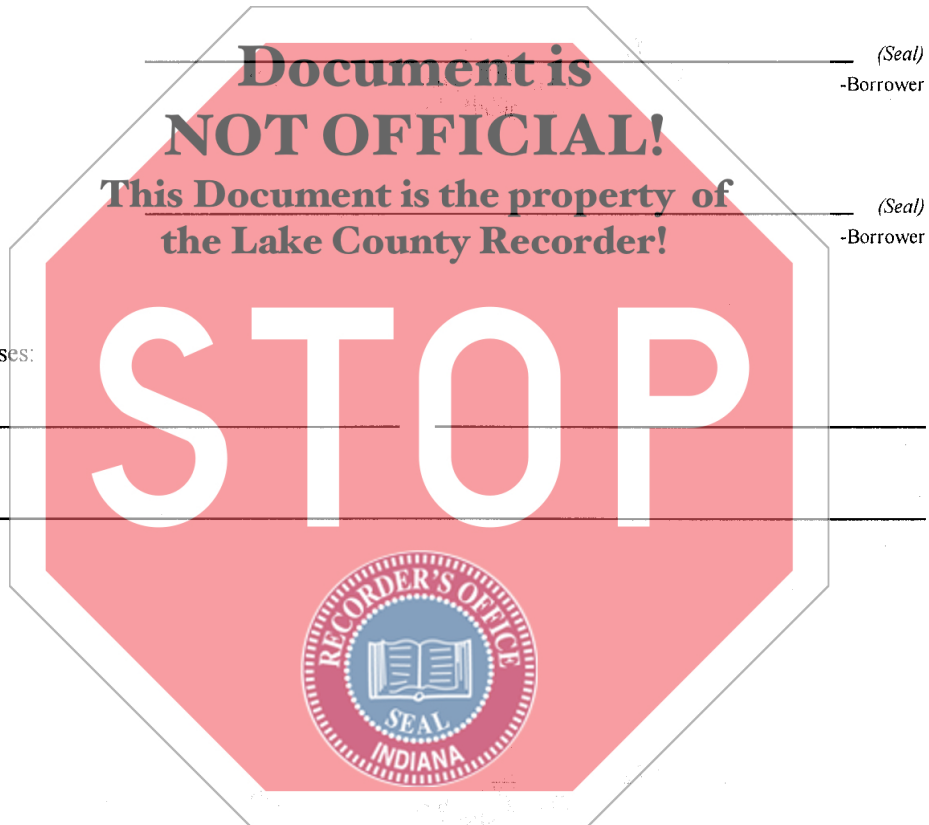 (Seal)
-Borrower
Document is
NOT OFFICIAL!
This Document is the property of
the Lake County Recorder!
(Seal)
-Borrower
ses:
STOP
RECORDER'S OFFICE
SEAL
INDIANA